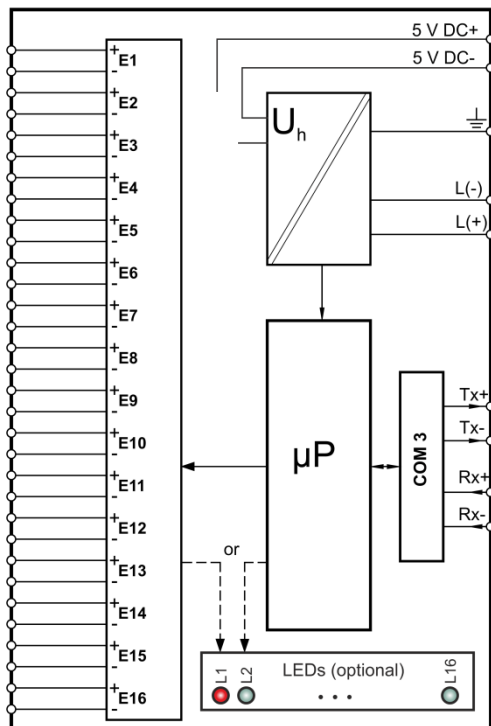 5 V DC+
5 V DC-
+ E1 -
+ E2 -
+ E3 -
+ E4 -
+ E5 -
+ E6 -
+ E7 -
+ E8 -
+ E9 -
+ E10 -
+ E11 -
+ E12 -
+ E13 -
+ E14 -
+ E15 -
+ E16 -
Uh
L(-)
L(+)
µP
COM 3
Tx+
Tx-
Rx+
Rx-
or
LEDs (optional)
L1 L2 • • • L16